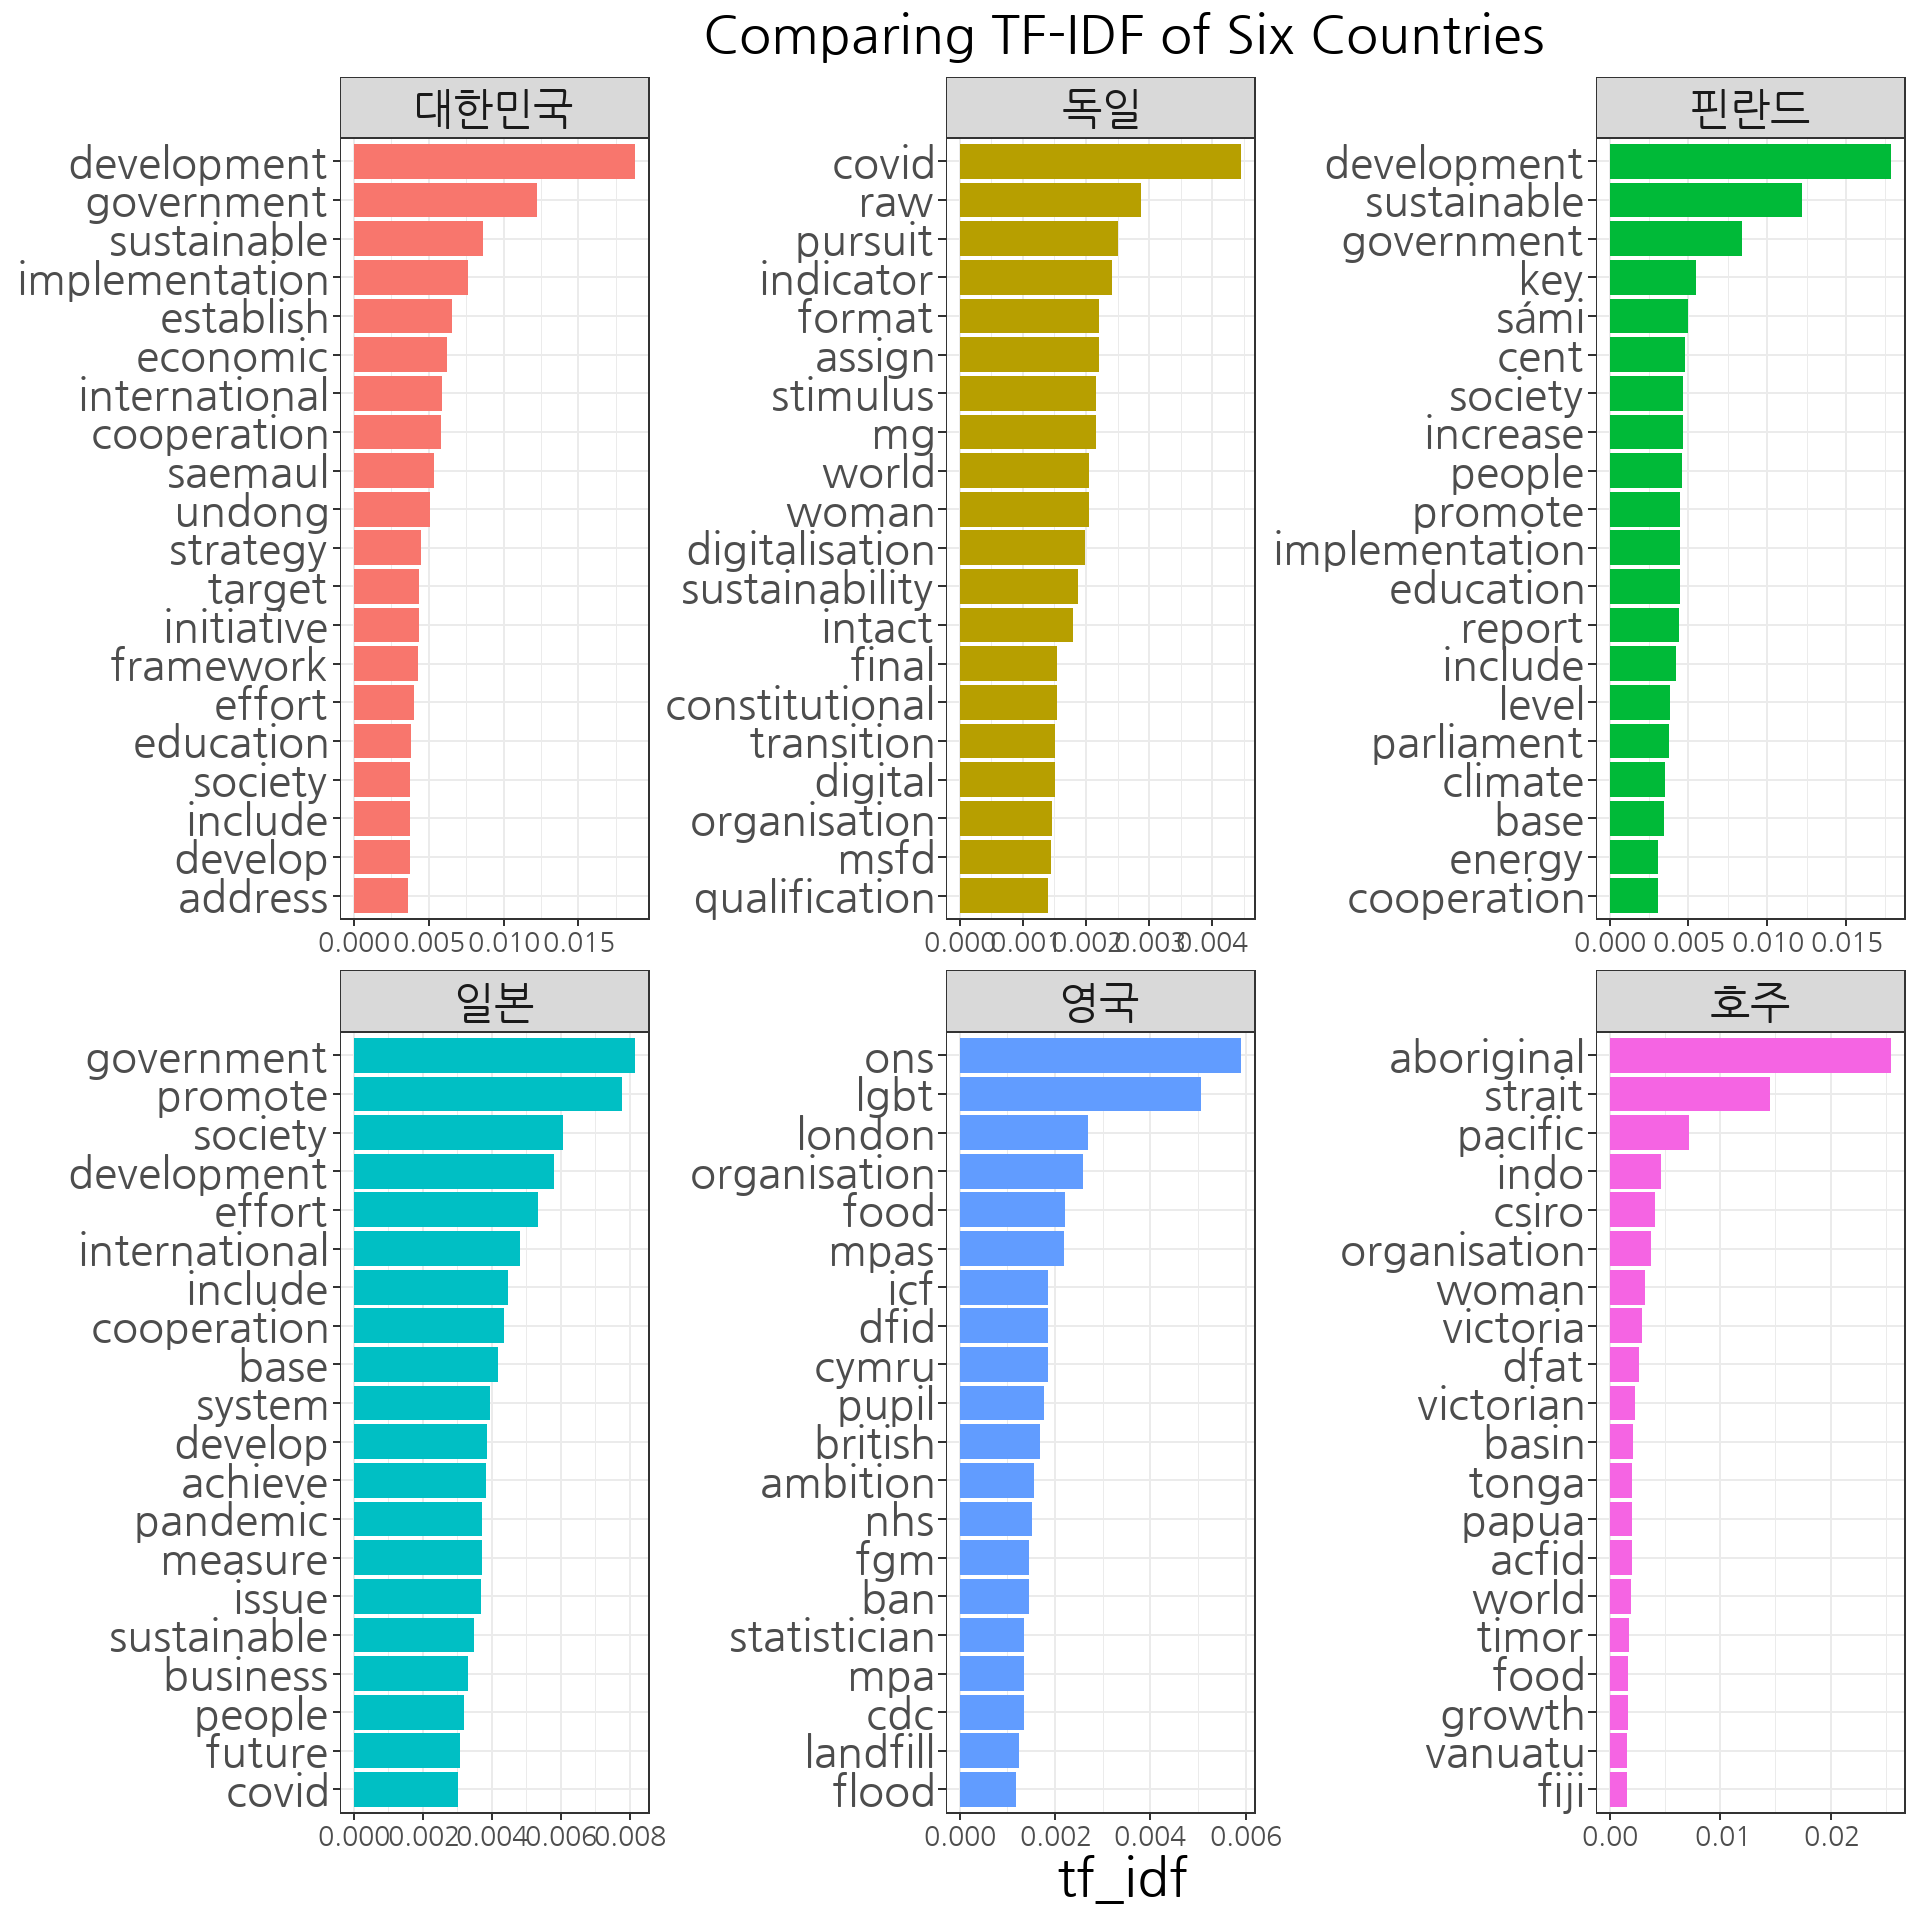 Comparing TF-IDF of Six Countries
대한민국
development
government
sustainable
implementation
establish
economic
international
cooperation
saemaul
undong
strategy
target
initiative
framework
effort
education
society
include
develop
address
0.000 0.005 0.010 0.015
독일
covid
raw
pursuit
indicator
format
assign
stimulus
mg
world
woman
digitalisation
sustainability
intact
final
constitutional
transition
digital
organisation
msfd
qualification
0.000 0.001 0.002 0.003 0.004
핀란드
development
sustainable
government
key
sámi
cent
society
increase
people
promote
implementation
education
report
include
level
parliament
climate
base
energy
cooperation
0.000 0.005 0.010 0.015
일본
government
promote
society
development
effort
international
include
cooperation
base
system
develop
achieve
pandemic
measure
issue
sustainable
business
people
future
covid
0.000 0.002 0.004 0.006 0.008
영국
ons
lgbt
london
organisation
food
mpas
icf
dfid
cymru
pupil
british
ambition
nhs
fgm
ban
statistician
mpa
cdc
landfill
flood
0.000 0.002 0.004 0.006
호주
aboriginal
strait
pacific
indo
csiro
organisation
woman
victoria
dfat
victorian
basin
tonga
papua
acfid
world
timor
food
growth
vanuatu
fiji
0.00 0.01 0.02
tf_idf